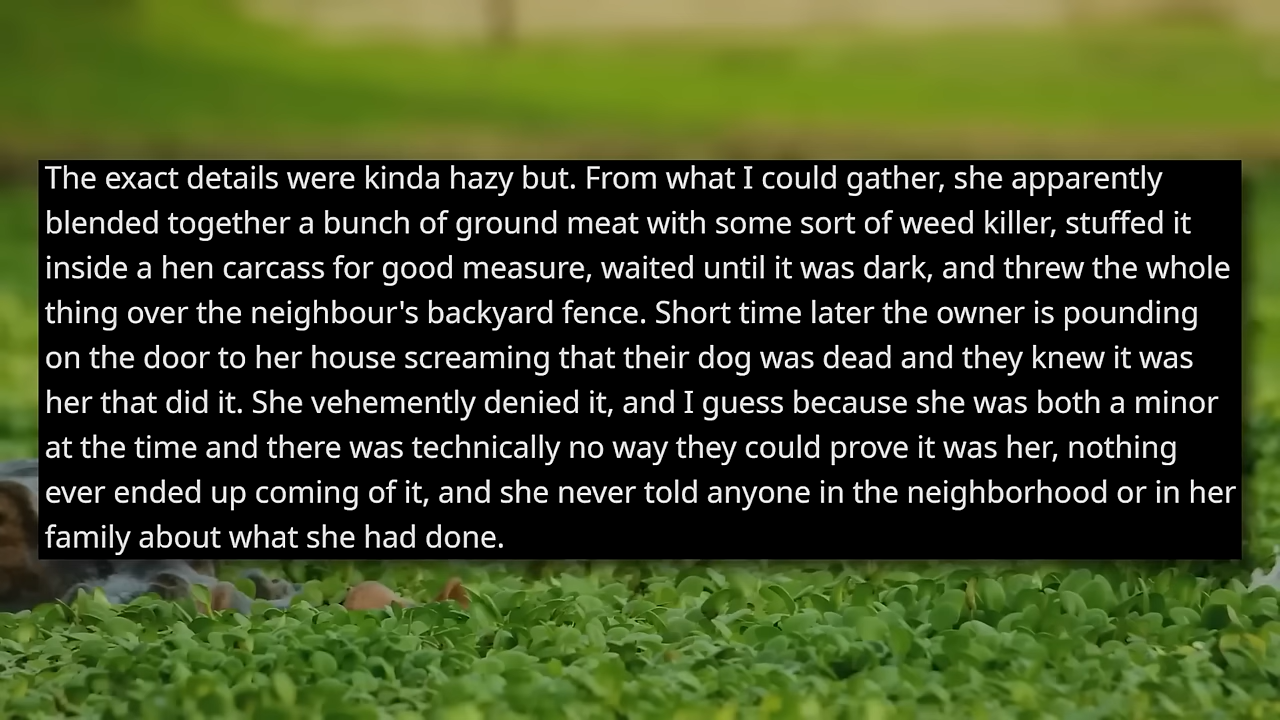 The exact details were kinda hazy but. From what I could gather, she apparently
blended together a bunch of ground meat with some sort of weed killer, stuffed it
inside a hen carcass for good measure, waited until it was dark, and threw the whole
thing over the neighbour's backyard fence. Short time later the owner is pounding
on the door to her house screaming that their dog was dead and they knew it was
her that did it. She vehemently denied it, and I guess because she was both a minor
at the time and there was technically no way they could prove it was her, nothing
ever ended up coming of it, and she never told anyone in the neighborhood or in her
family about what she had done.